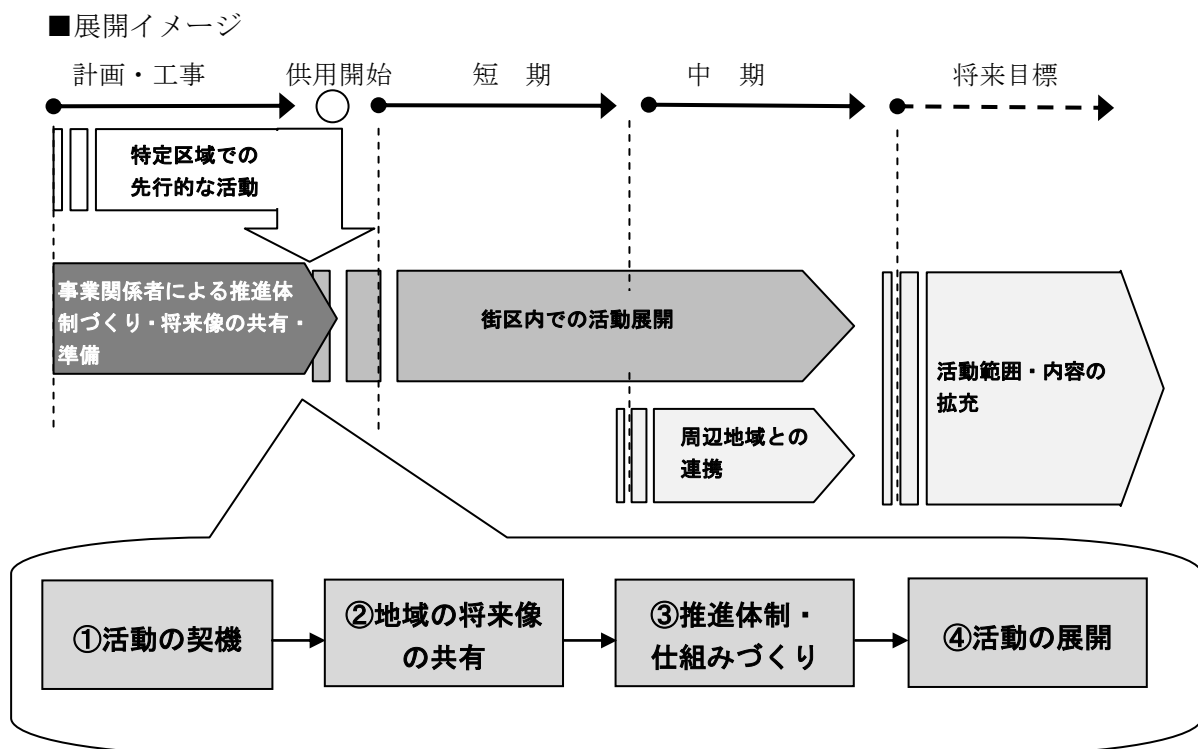 ■展開イメージ
計画・工事
供用開始
短　期
中　期
将来目標
特定区域での
先行的な活動
事業関係者による推進体
制づくり・将来像の共有・
準備
街区内での活動展開
活動範囲・内容の
拡充
周辺地域との
連携
①活動の契機
②地域の将来像
の共有
③推進体制・
仕組みづくり
④活動の展開